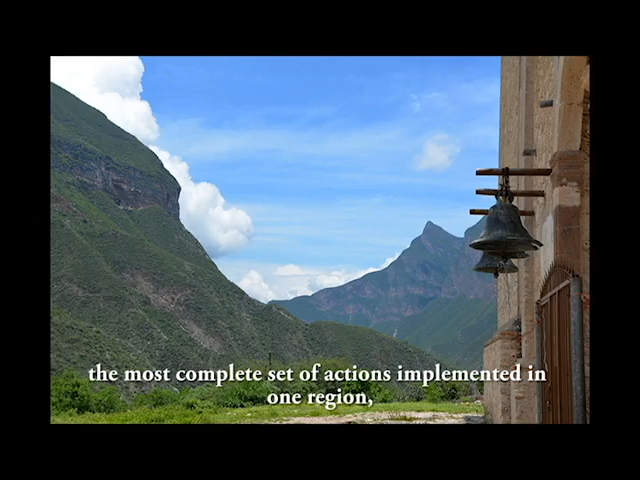 the most complete set of actions implemented in
one region,